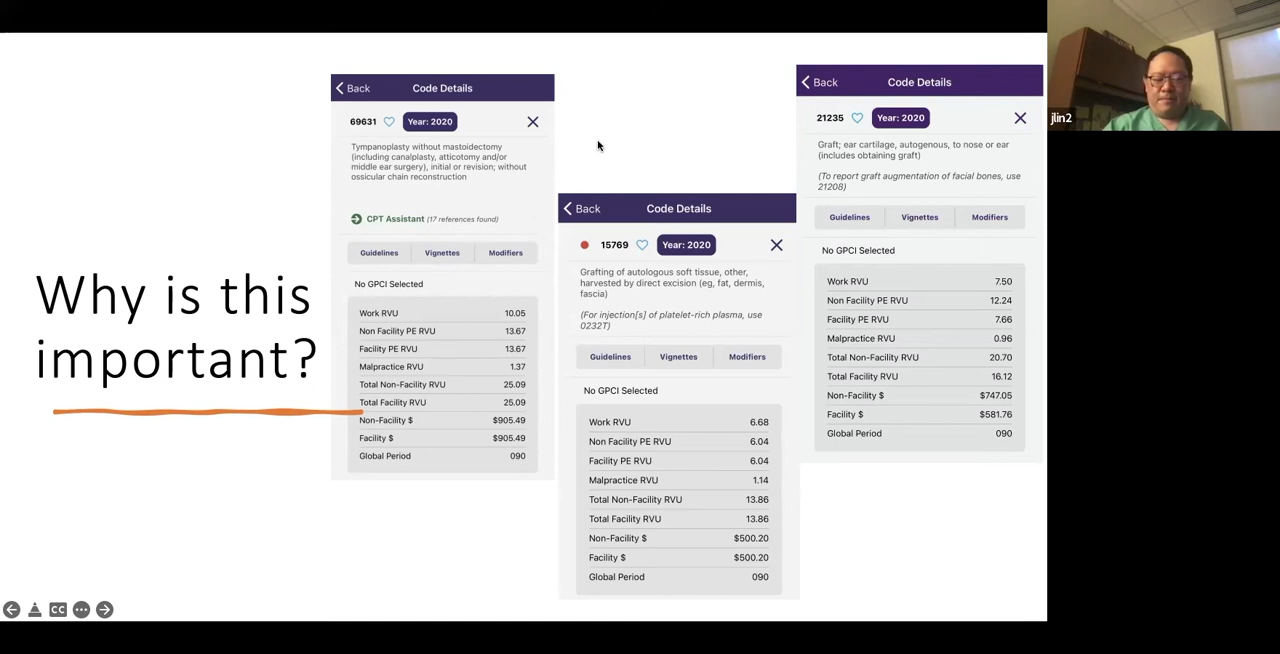 Why is this
important?
Back
Code Details
69631
Year: 2020
Tympanoplasty without mastoidectomy
(including canalplasty, atticotomy and/or
middle ear surgery), initial or revision; without
ossicular chain reconstruction
CPT Assistant (17 references found)
Guidelines Vignettes Modifiers
No GPCI Selected
Work RVU 10.05
Non Facility PE RVU 13.67
Facility PE RVU 13.67
Malpractice RVU 1.37
Total Non-Facility RVU 25.09
Total Facility RVU 25.09
Non-Facility $ $905.49
Facility $ $905.49
Global Period 090
Back
Code Details
15769
Year: 2020
Grafting of autologous soft tissue, other,
harvested by direct excision (eg, fat, dermis,
fascia)
(For injection[s] of platelet-rich plasma, use
0232T)
Guidelines Vignettes Modifiers
No GPCI Selected
Work RVU 6.68
Non Facility PE RVU 6.04
Facility PE RVU 6.04
Malpractice RVU 1.14
Total Non-Facility RVU 13.86
Total Facility RVU 13.86
Non-Facility $ $500.20
Facility $ $500.20
Global Period 090
Back
Code Details
21235
Year: 2020
Graft; ear cartilage, autogenous, to nose or ear
(includes obtaining graft)
(To report graft augmentation of facial bones, use
21208)
Guidelines Vignettes Modifiers
No GPCI Selected
Work RVU 7.50
Non Facility PE RVU 12.24
Facility PE RVU 7.66
Malpractice RVU 0.96
Total Non-Facility RVU 20.70
Total Facility RVU 16.12
Non-Facility $ $747.05
Facility $ $581.76
Global Period 090
jlin2
CC